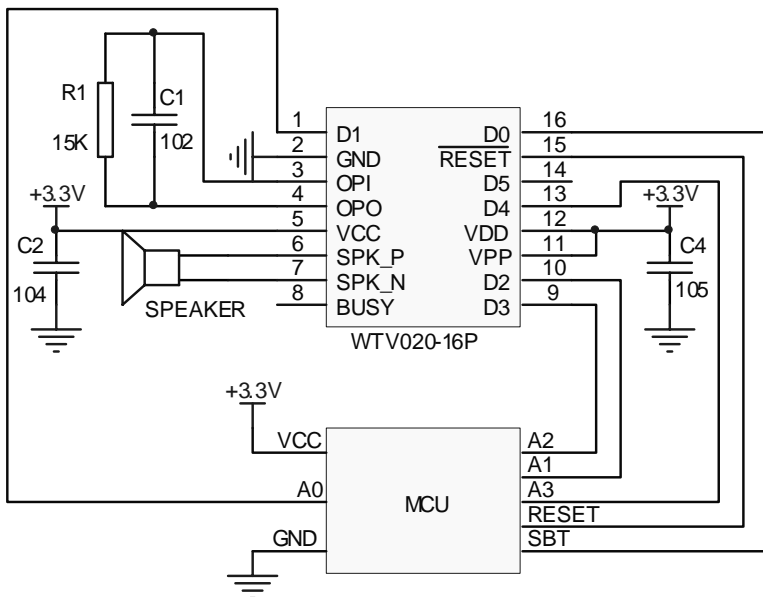 R1
15K
C1
102
1
2
3
4
5
6
7
8
D1
GND
OPI
OPO
VCC
SPK_P
SPK_N
BUSY
D0
RESET
D5
D4
VDD
VPP
D2
D3
16
15
14
13
12
11
10
9
+3.3V
C2
104
SPEAKER
+3.3V
C4
105
WTV020-16P
+3.3V
VCC
A0
GND
MCU
A2
A1
A3
RESET
SBT